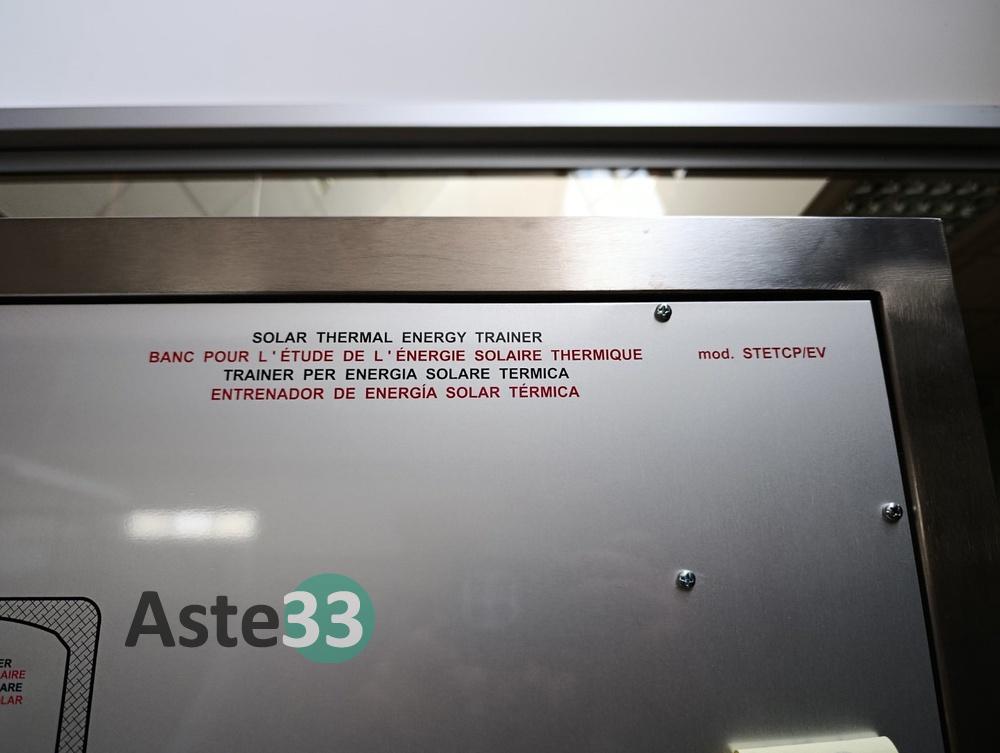 SOLAR THERMAL ENERGY TRAINER
BANC POUR L'ÉTUDE DE L'ÉNERGIE SOLAIRE THERMIQUE mod. STETCP/EV
TRAINER PER ENERGIA SOLARE TERMICA
ENTRENADOR DE ENERGÍA SOLAR TÉRMICA
Aste33